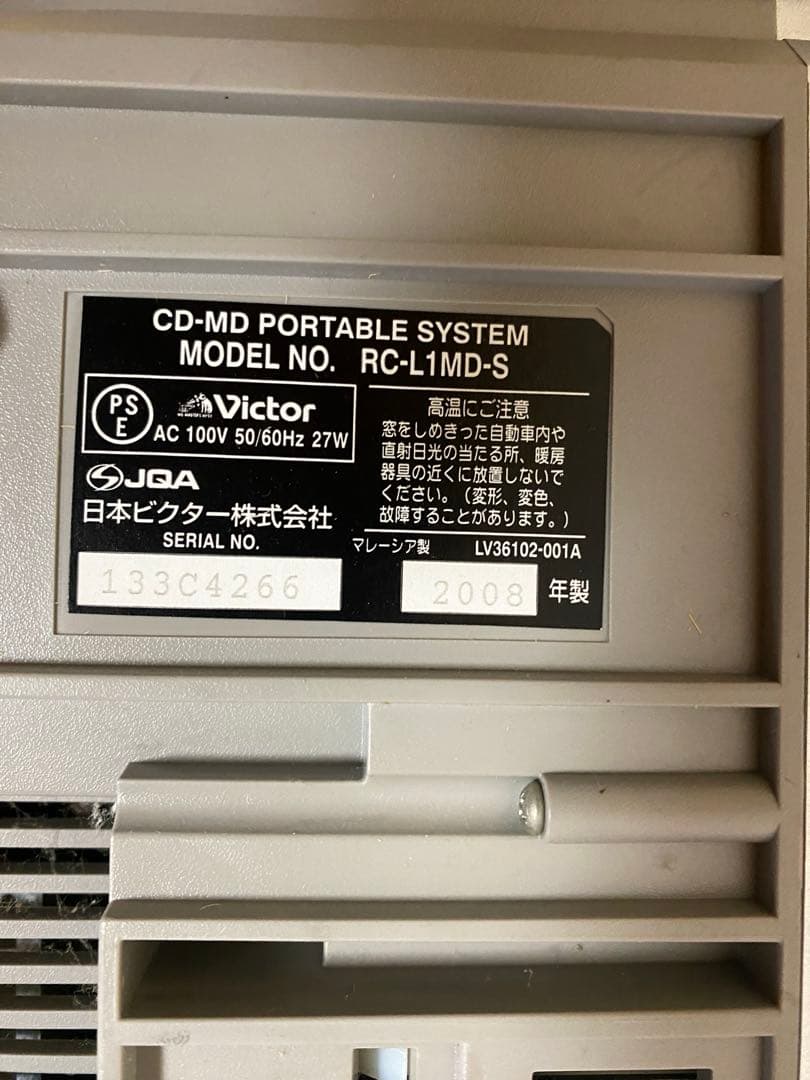 CD-MD PORTABLE SYSTEM
MODEL NO. RC-L1MD-S
PS
E
Victor
AC 100V 50/60Hz 27W
JQA
日本ビクター株式会社
SERIAL NO.
133C4266
高温にご注意
窓をしめきった自動車内や
直射日光の当たる所、暖房
器具の近くに放置しないで
ください。(変形、変色、
故障することがあります。)
マレーシア製 LV36102-001A
2008 年製